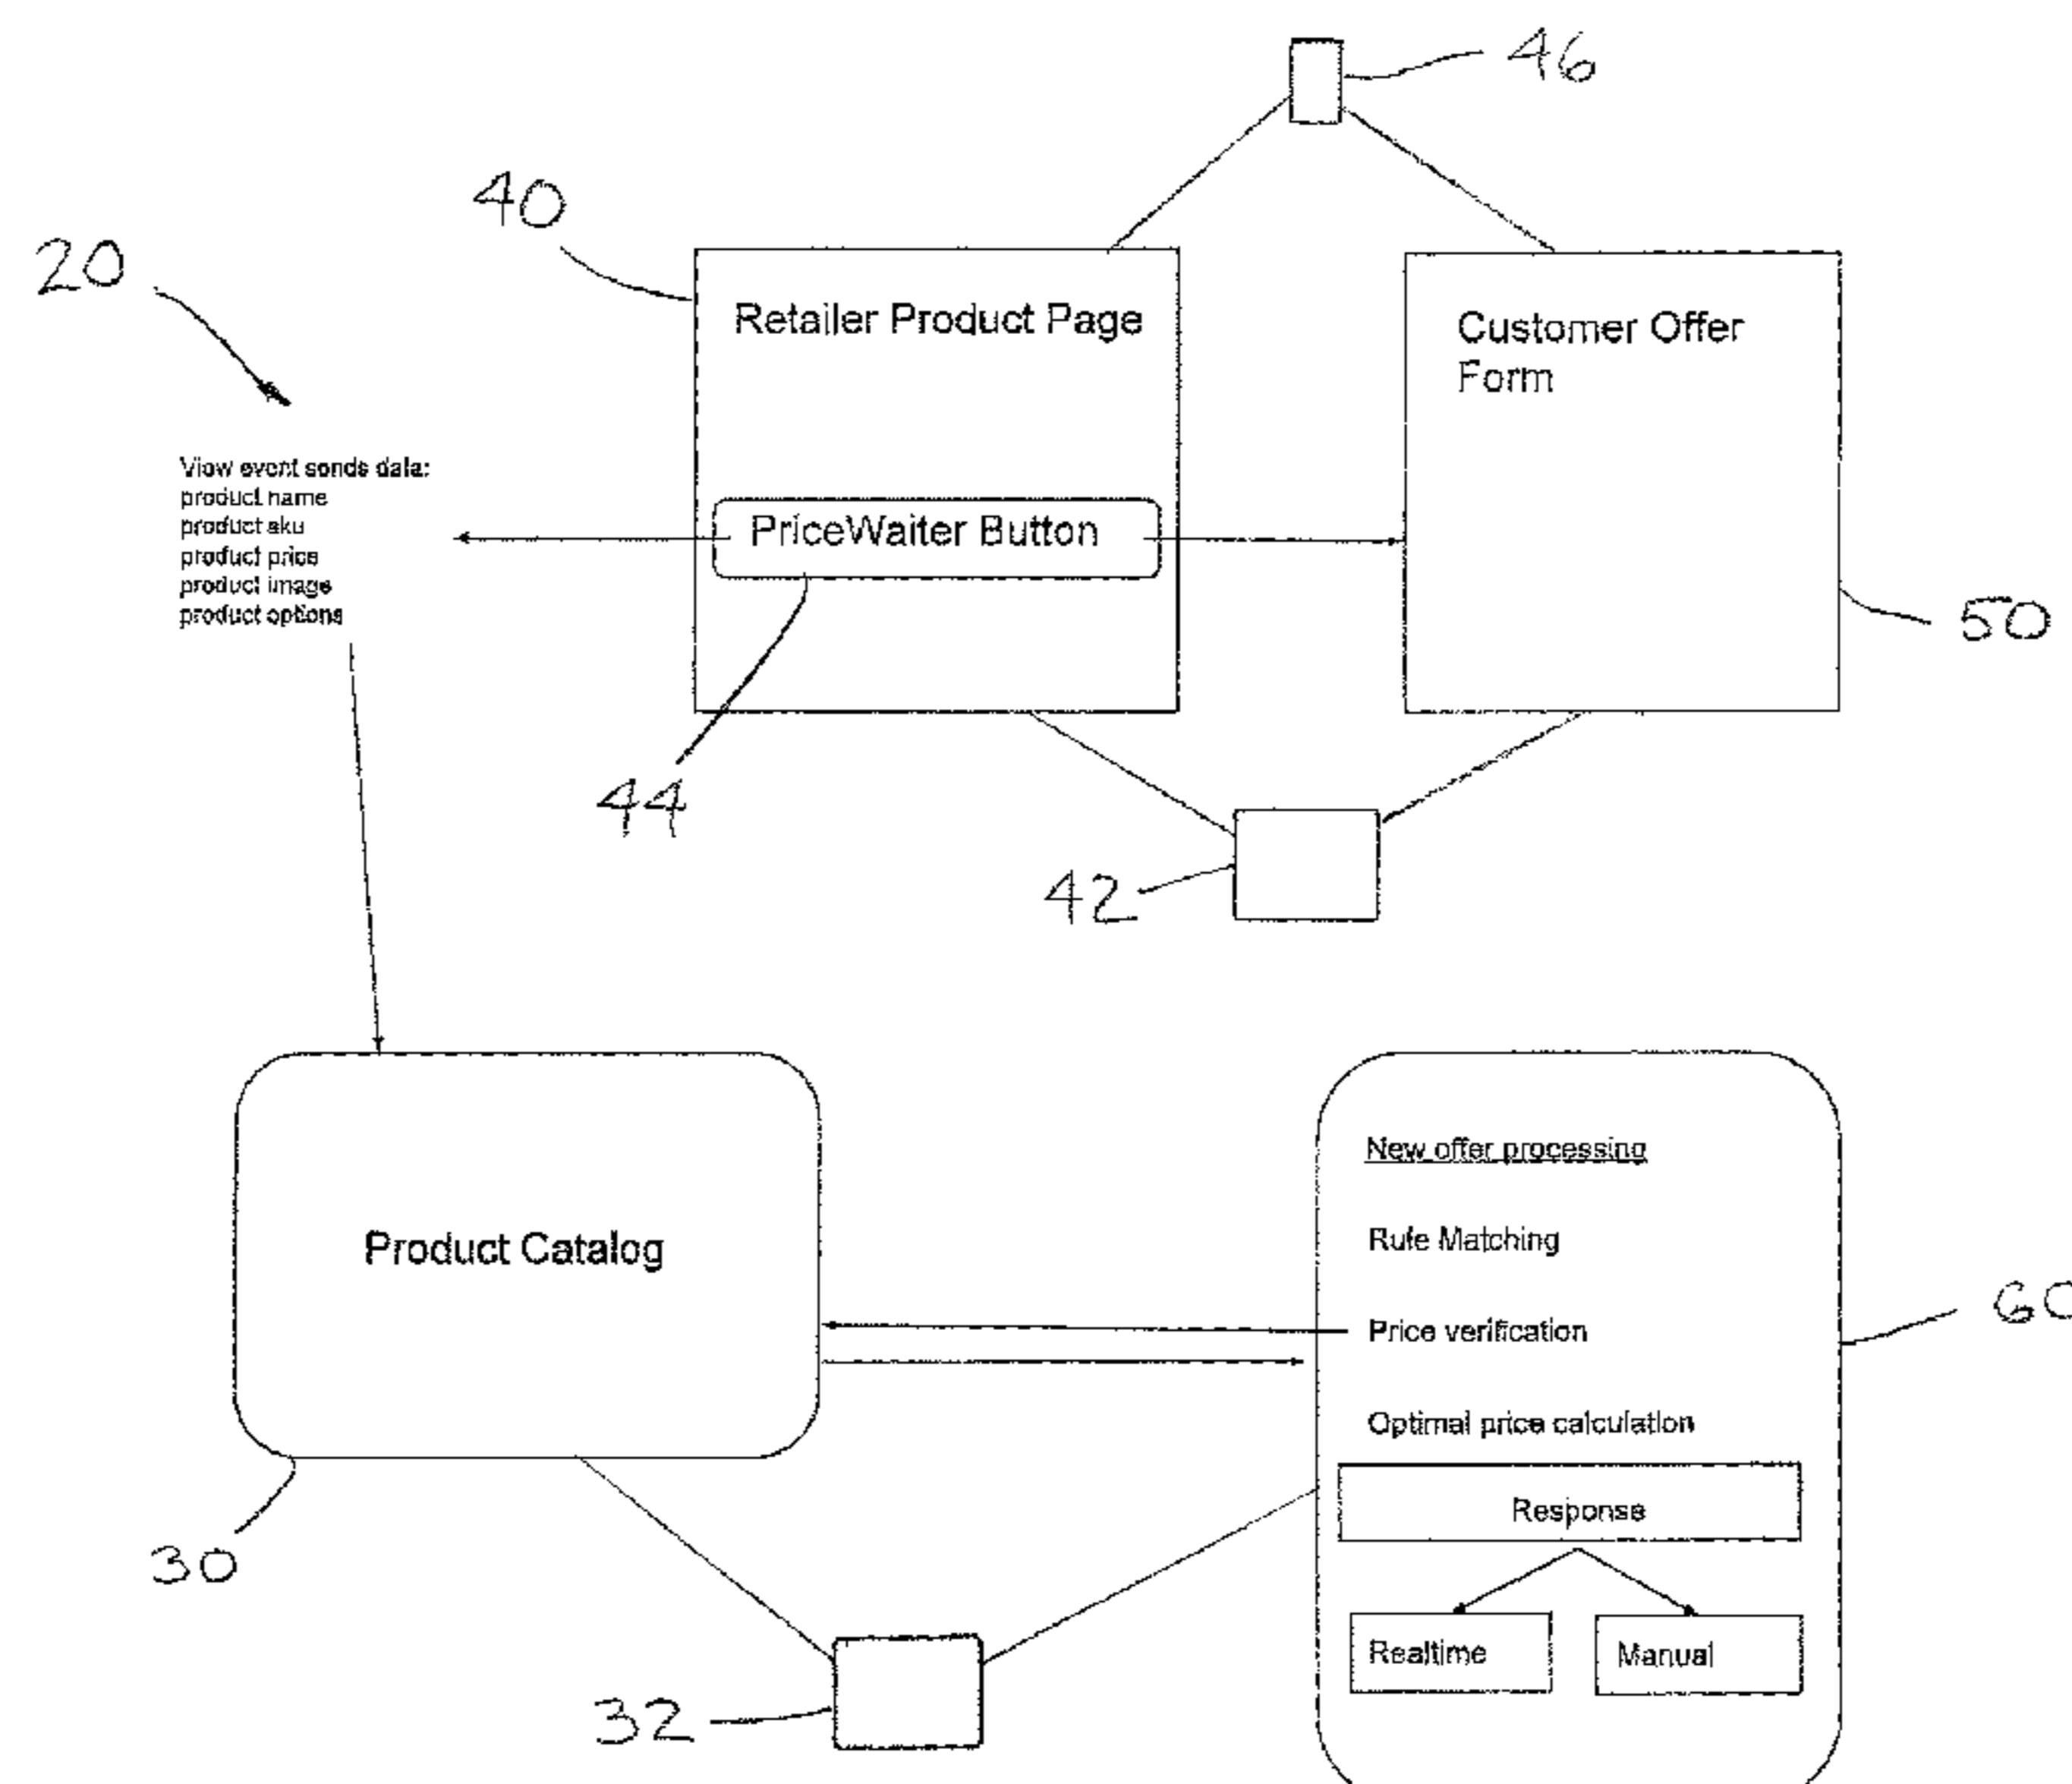 46
40
20
Retailer Product Page
Customer Offer
Form
View event sends data:
product name
product sku
product price
product image
product options
PriceWaiter Button
50
44
42
New offer processing
Product Catalog
Rule Matching
Price verification
60
Optimal price calculation
Response
30
Realtime
Manual
32